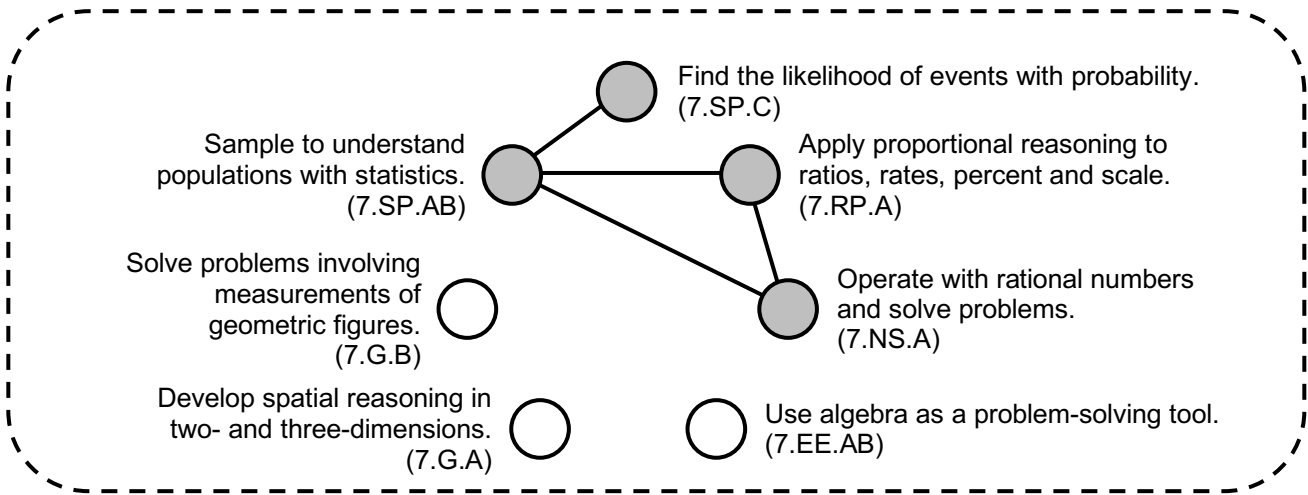 Find the likelihood of events with probability.
(7.SP.C)
Sample to understand
populations with statistics.
(7.SP.AB)
Apply proportional reasoning to
ratios, rates, percent and scale.
(7.RP.A)
Solve problems involving
measurements of
geometric figures.
(7.G.B)
Operate with rational numbers
and solve problems.
(7.NS.A)
Develop spatial reasoning in
two- and three-dimensions.
(7.G.A)
Use algebra as a problem-solving tool.
(7.EE.AB)